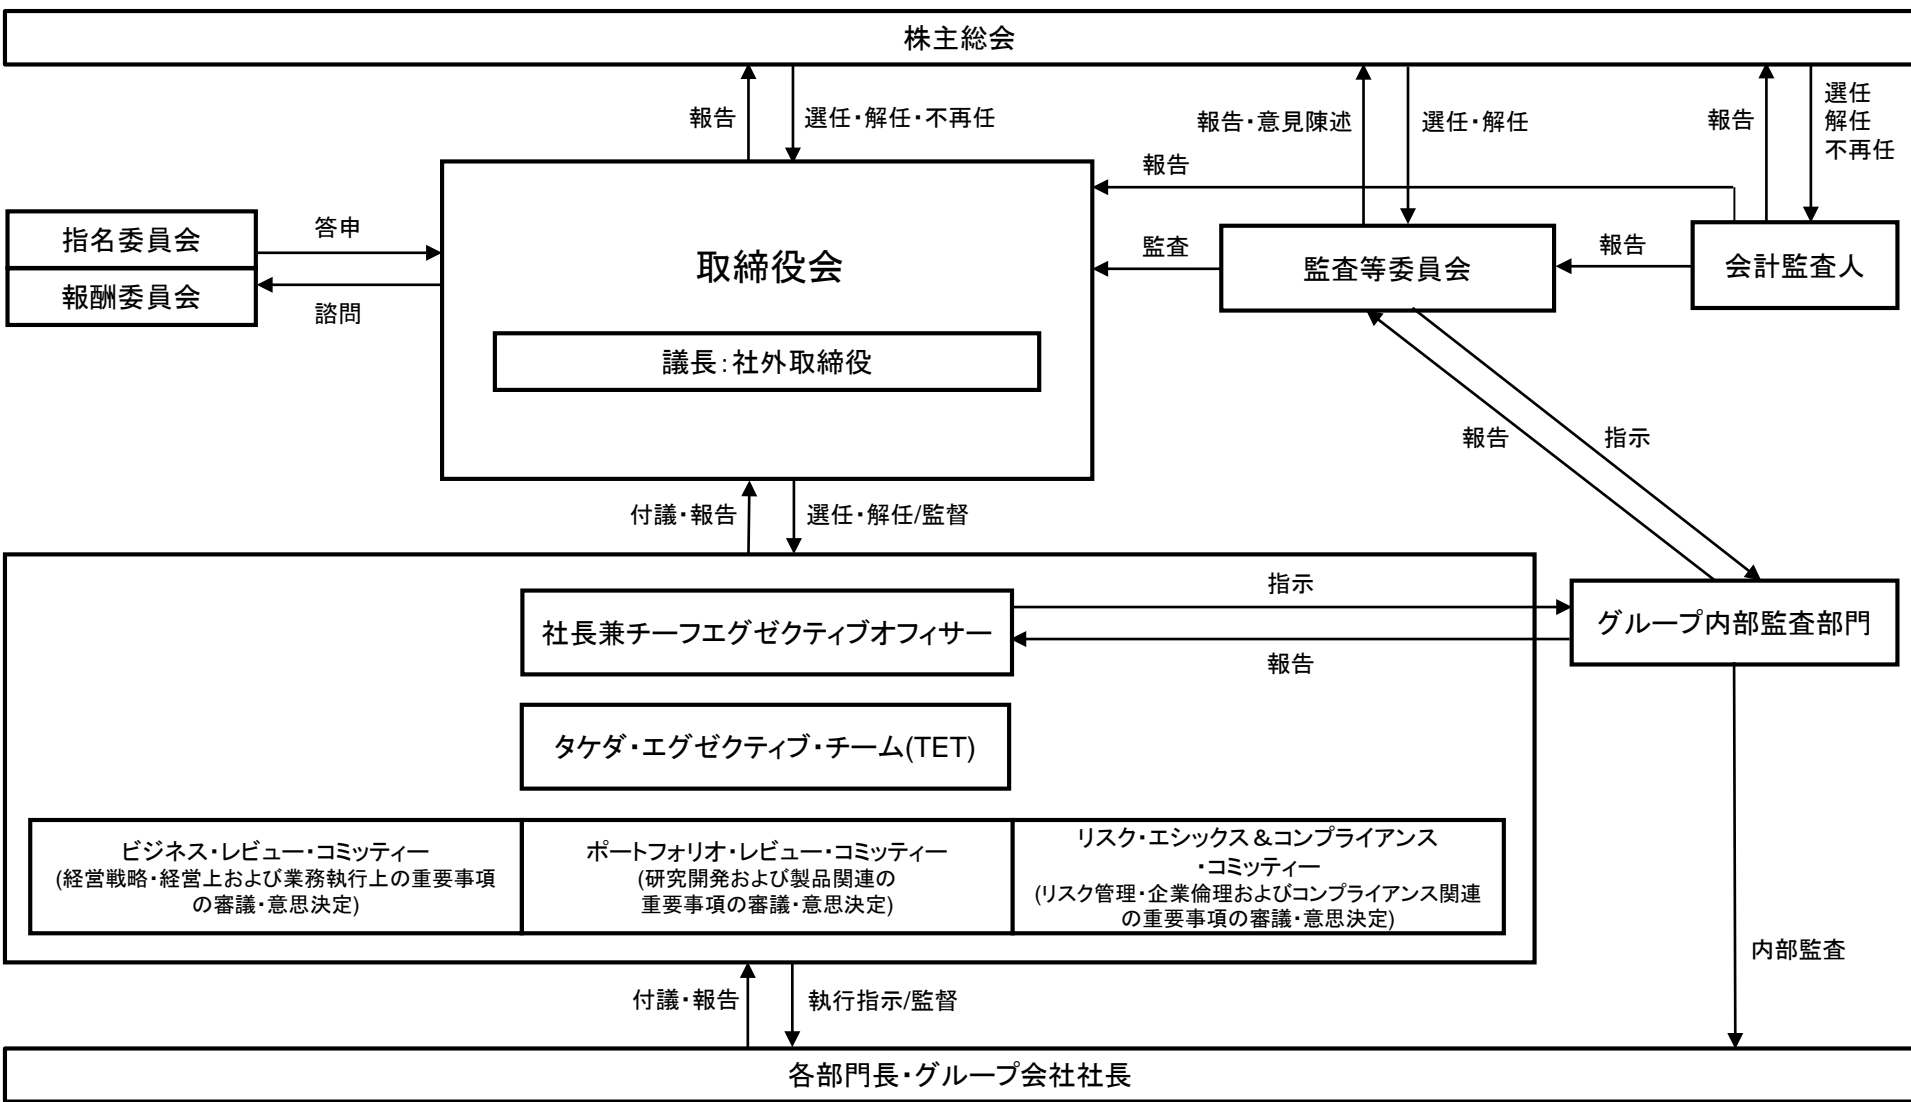 株主総会
報告
選任・解任・不再任
報告・意見陳述
選任・解任
報告
選任
解任
不再任
報告
指名委員会
報酬委員会
答申
諮問
取締役会
議長:社外取締役
監査
監査等委員会
報告
会計監査人
報告
指示
付議・報告
選任・解任/監督
社長兼チーフエグゼクティブオフィサー
指示
報告
グループ内部監査部門
タケダ・エグゼクティブ・チーム(TET)
ビジネス・レビュー・コミッティー
(経営戦略・経営上および業務執行上の重要事項
の審議・意思決定)
ポートフォリオ・レビュー・コミッティー
(研究開発および製品関連の
重要事項の審議・意思決定)
リスク・エシックス&コンプライアンス
・コミッティー
(リスク管理・企業倫理およびコンプライアンス関連
の重要事項の審議・意思決定)
内部監査
付議・報告
執行指示/監督
各部門長・グループ会社社長